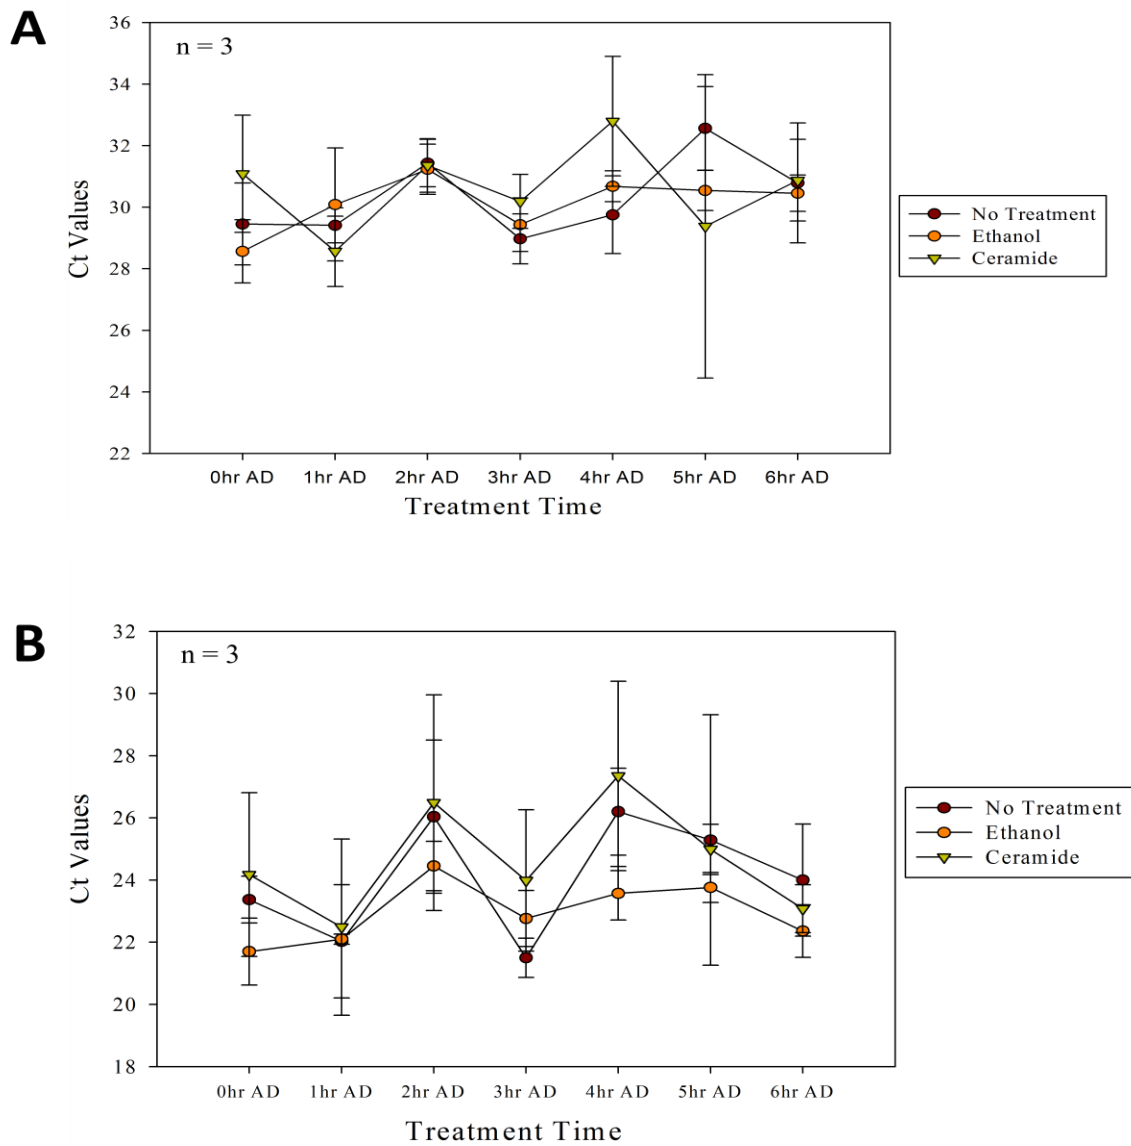 A
n = 3
36
34
32
30
28
26
24
22
Ct Values
0hr AD 1hr AD 2hr AD 3hr AD 4hr AD 5hr AD 6hr AD
Treatment Time
No Treatment
Ethanol
Ceramide
B
n = 3
32
30
28
26
24
22
20
18
Ct Values
0hr AD 1hr AD 2hr AD 3hr AD 4hr AD 5hr AD 6hr AD
Treatment Time
No Treatment
Ethanol
Ceramide